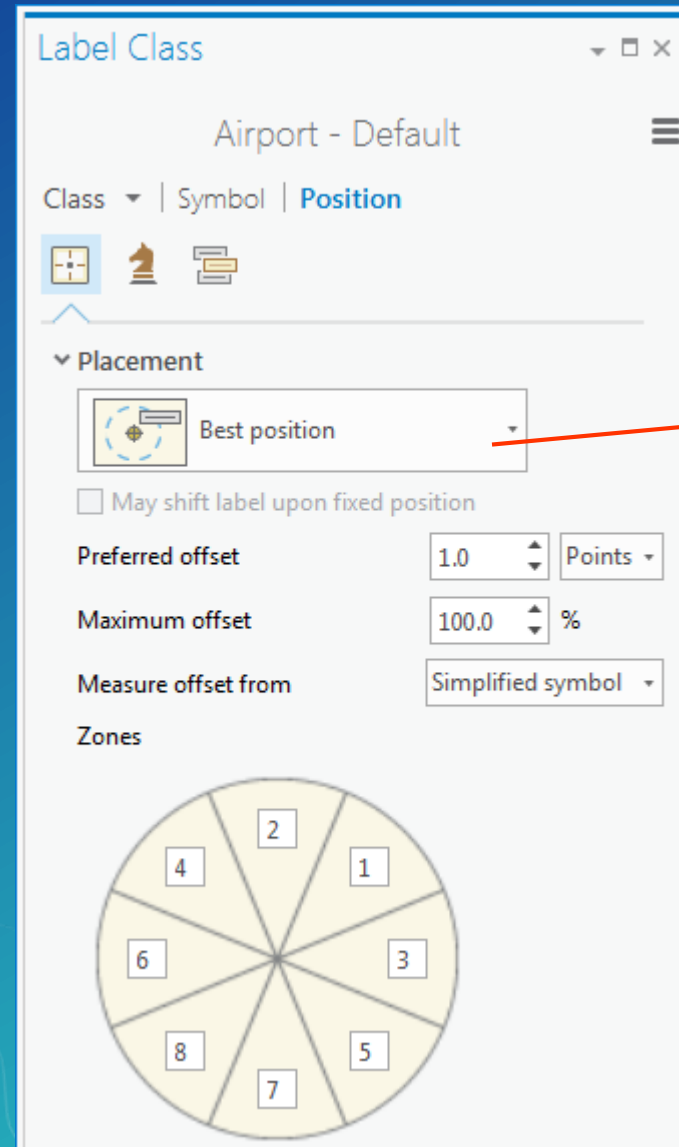 Label Class
Airport - Default
Class | Symbol | Position
Placement
Best position
May shift label upon fixed position
Preferred offset 1.0 Points
Maximum offset 100.0 %
Measure offset from Simplified symbol
Zones
2
4 1
6 3
8 5
7